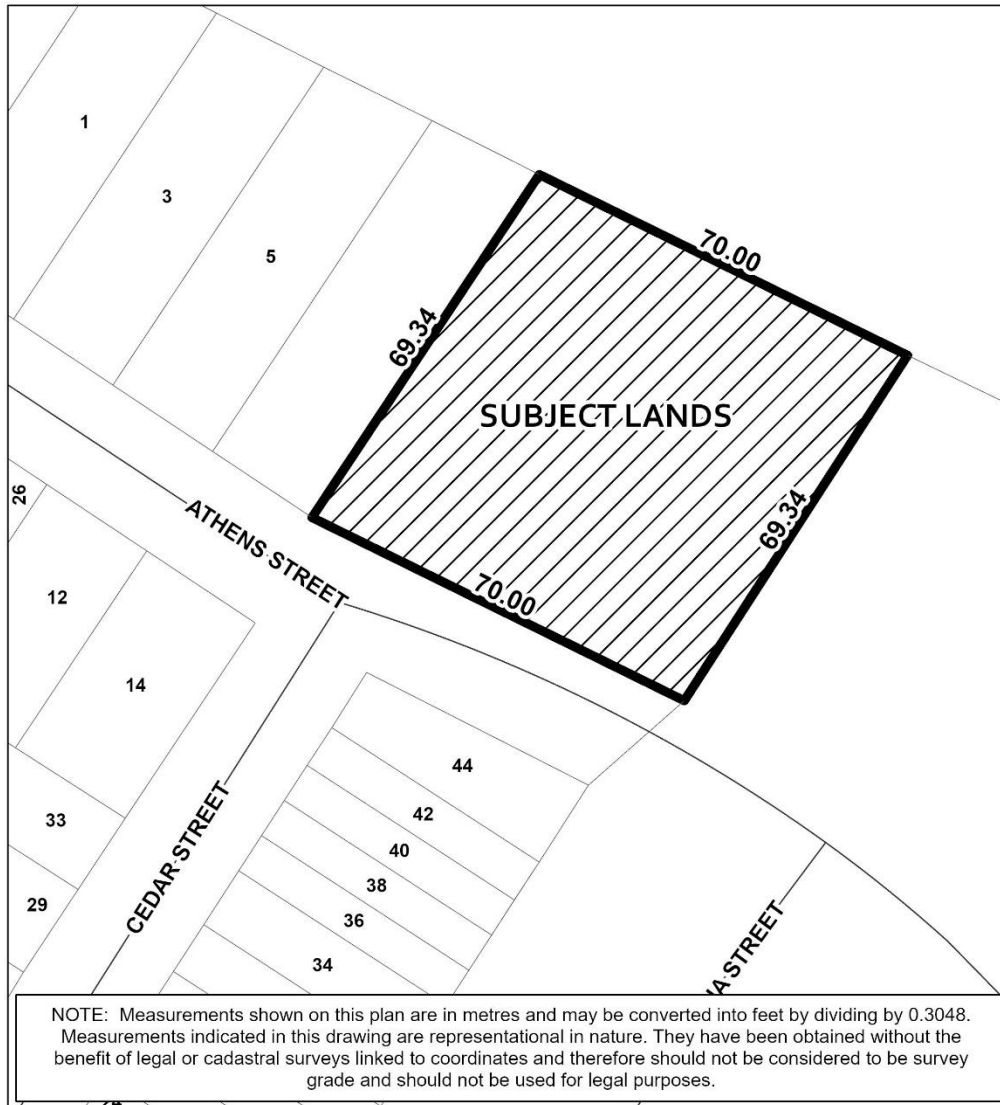 1
3
70.00
5
69.34
SUBJECT LANDS
26
ATHENS STREET
69.34
12
70.00
14
44
33
42
CEDAR STREET
40
38
29
36
STREET
34
NOTE: Measurements shown on this plan are in metres and may be converted into feet by dividing by 0.3048.
Measurements indicated in this drawing are representational in nature. They have been obtained without the
benefit of legal or cadastral surveys linked to coordinates and therefore should not be considered to be survey
grade and should not be used for legal purposes.